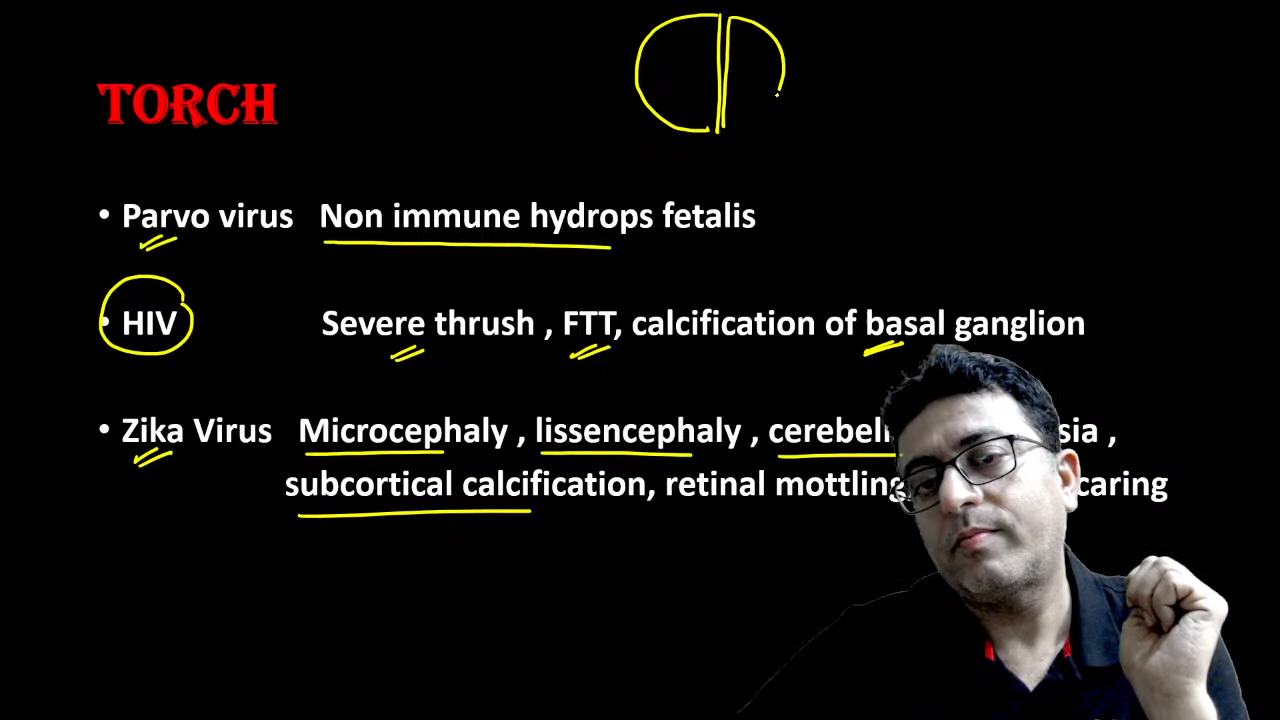 TORCH
• Parvo virus Non immune hydrops fetalis
• HIV Severe thrush , FTT, calcification of basal ganglion
• Zika Virus Microcephaly , lissencephaly ,
subcortical calcification, retinal mottling